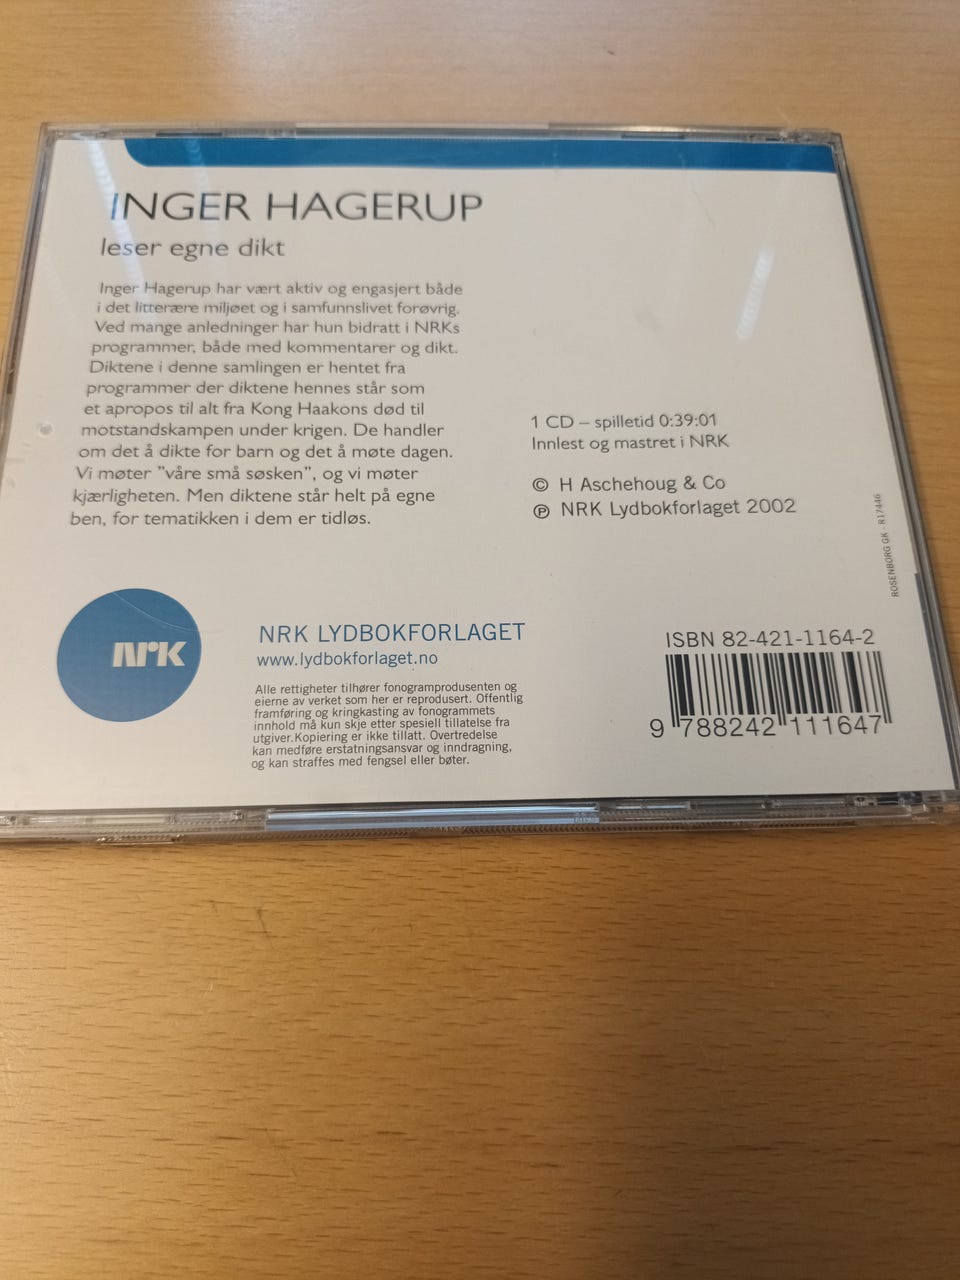 INGER HAGERUP
leser egne dikt
Inger Hagerup har vært aktiv og engasjert både
i det litterære miljøet og i samfunnslivet forøvrig.
Ved mange anledninger har hun bidratt i NRKs
programmer, både med kommentarer og dikt.
Diktene i denne samlingen er hentet fra
programmer der diktene hennes står som
et apropos til alt fra Kong Haakons død til
motstandskampen under krigen. De handler
om det å dikte for barn og det å møte dagen.
Vi møter ”våre små søsken”, og vi møter
kjærligheten. Men diktene står helt på egne
ben, for tematikken i dem er tidløs.
1 CD – spilletid 0:39:01
Innlest og mastret i NRK
© H Aschehoug & Co
℗ NRK Lydbokforlaget 2002
ROSENBORG GK - R17446
NRK
NRK LYDBOKFORLAGET
www.lydbokforlaget.no
Alle rettigheter tilhører fonogramprodusenten og
eierne av verket som her er reprodusert. Offentlig
framføring og kringkasting av fonogrammets
innhold må kun skje etter spesiell tillatelse fra
utgiver.Kopiering er ikke tillatt. Overtredelse
kan medføre erstatningsansvar og inndragning,
og kan straffes med fengsel eller bøter.
ISBN 82-421-1164-2
9 788242 111647